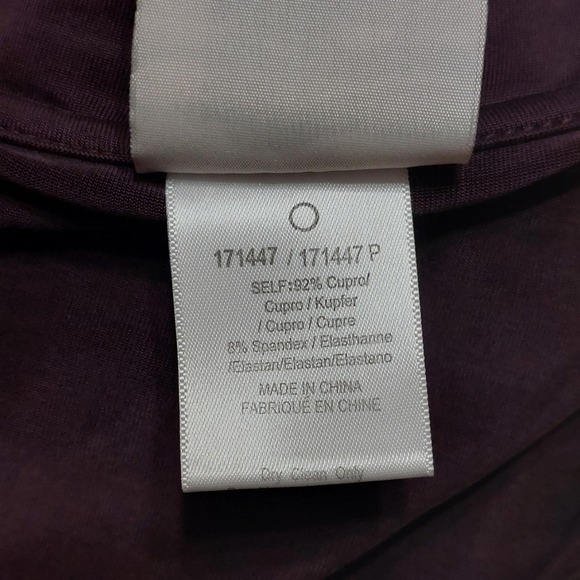 171447 / 171447 P
SELF:92% Cupro/
Cupro / Kupfer
/ Cupro / Cupre
8% Spandex / Elasthanne
/Elastan/Elastan/Elastano
MADE IN CHINA
FABRIQUÉ EN CHINE
Dry Clean Only